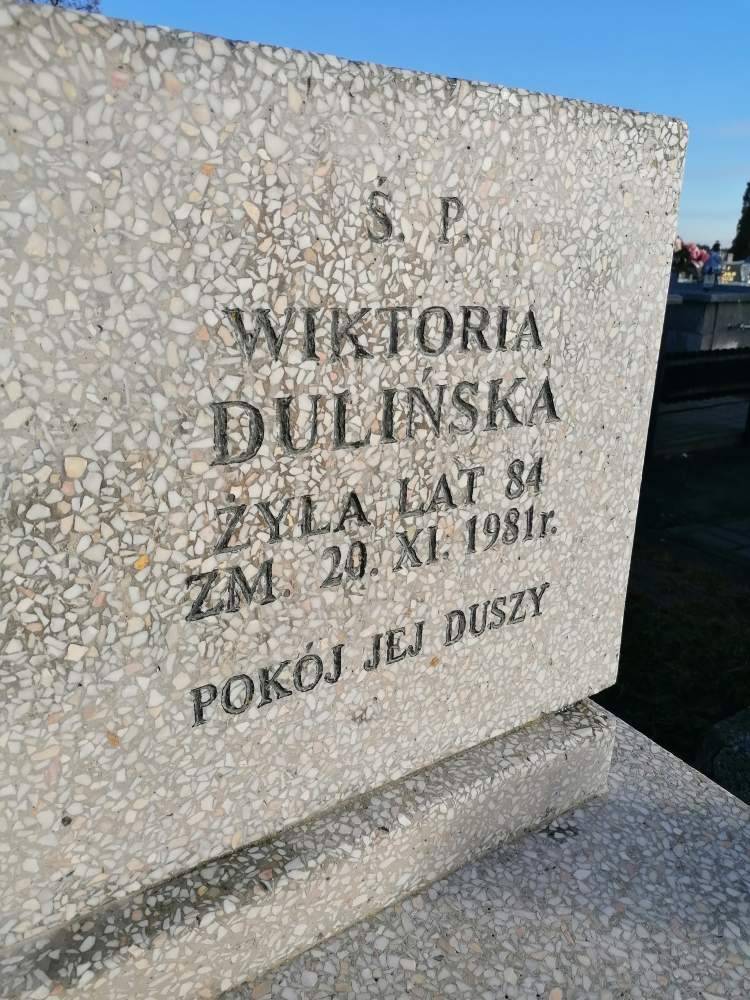 Ś. P.
WIKTORIA
DULIŃSKA
ŻYŁA LAT 84
ZM. 20. XI. 1981r.
POKÓJ JEJ DUSZY